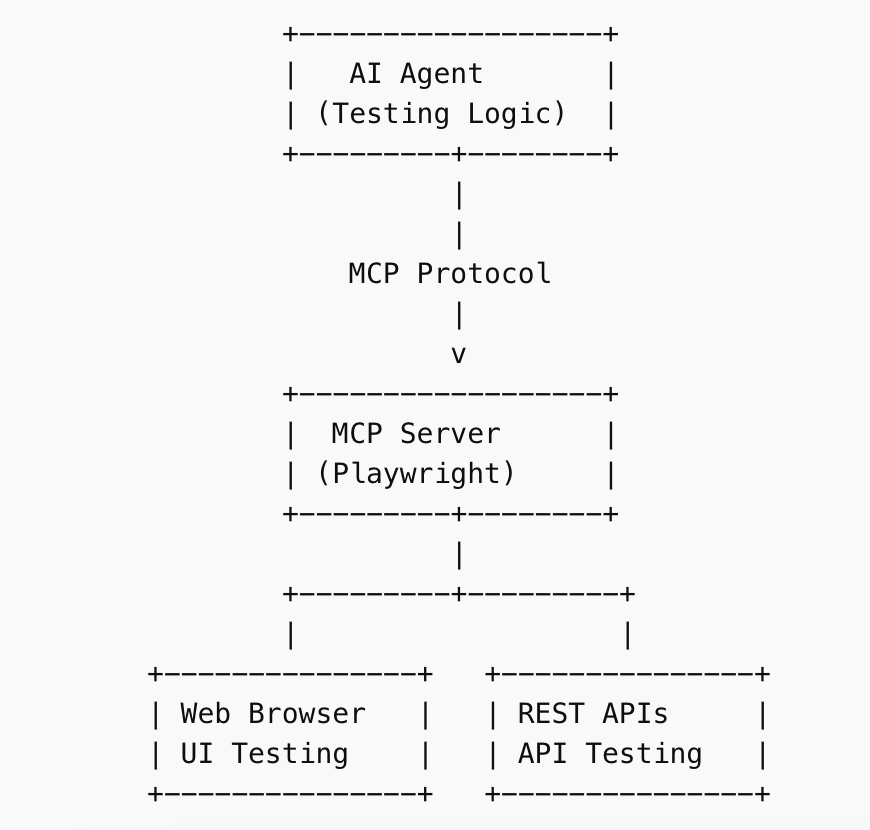 +------------------+
|   AI Agent       |
| (Testing Logic)  |
+---------+--------+
|
|
MCP Protocol
|
v
+------------------+
|  MCP Server      |
| (Playwright)     |
+---------+--------+
|
+---------+---------+
|                   |
+---------------+   +---------------+
| Web Browser   |   | REST APIs     |
| UI Testing    |   | API Testing   |
+---------------+   +---------------+